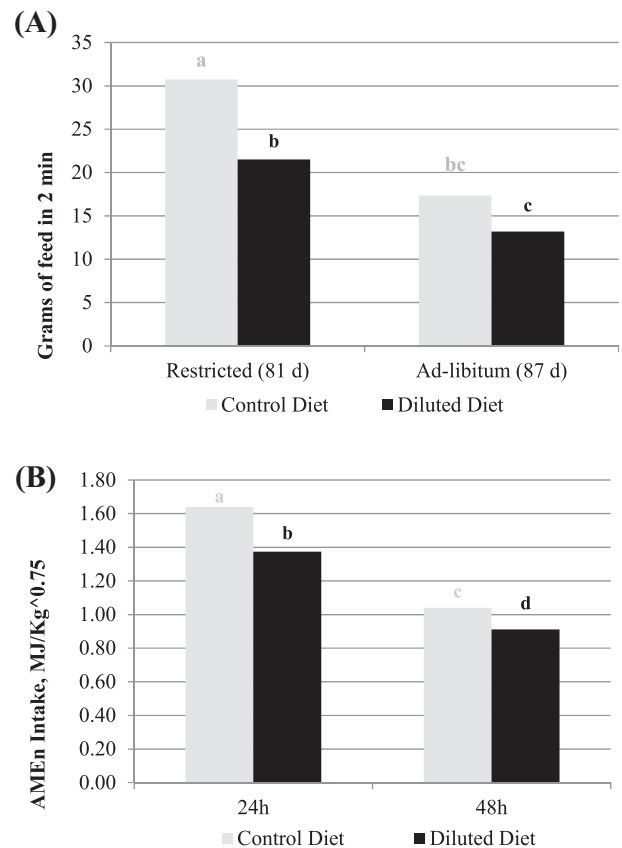 (A)
Grams of feed in 2 min
35
30
25
20
15
10
5
0
a
b
bc
c
Restricted (81 d) Ad-libitum (87 d)
Control Diet Diluted Diet
(B)
AMEn Intake, MJ/Kg^0.75
1.80
1.60
1.40
1.20
1.00
0.80
0.60
0.40
0.20
0.00
a
b
c
d
24h 48h
Control Diet Diluted Diet